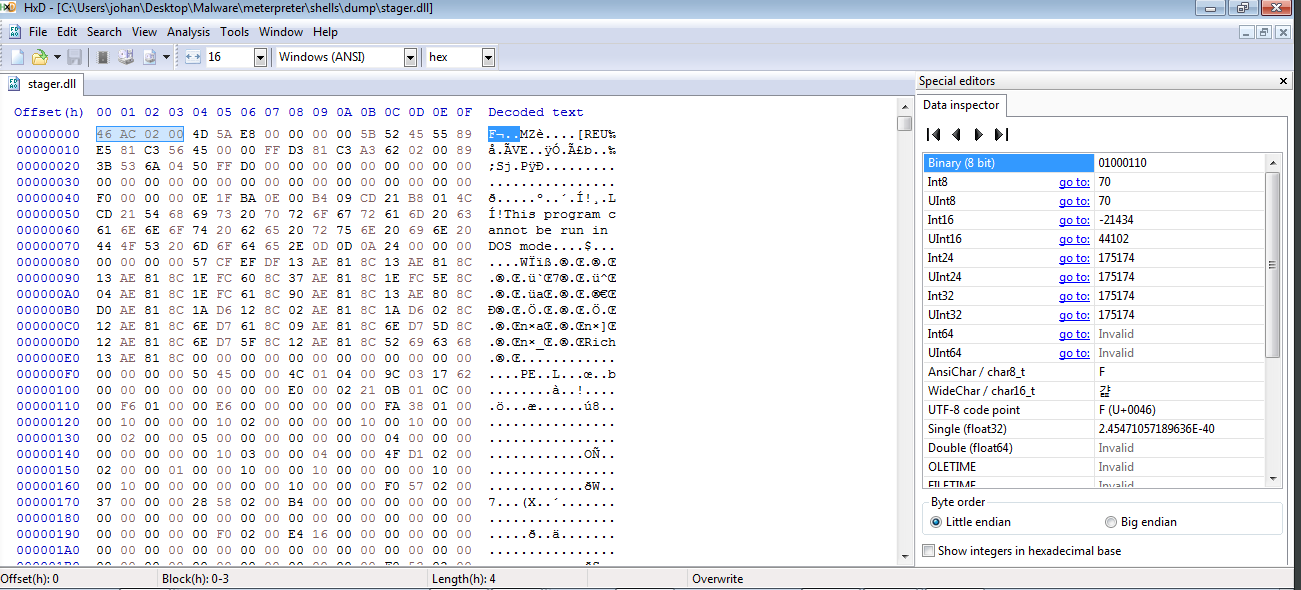 HxD - [C:\Users\johan\Desktop\Malware\meterpreter\shells\dump\stager.dll]
File Edit Search View Analysis Tools Window Help
16 Windows (ANSI) hex
stager.dll
Offset(h) 00 01 02 03 04 05 06 07 08 09 0A 0B 0C 0D 0E 0F Decoded text
00000000 46 AC 02 00 4D 5A E8 00 00 00 00 5B 52 45 55 89 F¬..MZè....[REU‰
00000010 E5 81 C3 56 45 00 00 FF D3 81 C3 A3 62 02 00 89 å.ÃVE..ÿÓ.Ã£b..‰
00000020 3B 53 6A 04 50 FF D0 00 00 00 00 00 00 00 00 00 ;Sj.PÿÐ.........
00000030 00 00 00 00 00 00 00 00 00 00 00 00 00 00 00 00 ................
00000040 F0 00 00 00 0E 1F BA 0E 00 B4 09 CD 21 B8 01 4C ð.....º..´.Í!¸.L
00000050 CD 21 54 68 69 73 20 70 72 6F 67 72 61 6D 20 63 Í!This program c
00000060 61 6E 6E 6F 74 20 62 65 20 72 75 6E 20 69 6E 20 annot be run in
00000070 44 4F 53 20 6D 6F 64 65 2E 0D 0D 0A 24 00 00 00 DOS mode....$...
00000080 00 00 00 00 57 CF EF DF 13 AE 81 8C 13 AE 81 8C ....WÏïß.®.Œ.®.Œ
00000090 13 AE 81 8C 1E FC 60 8C 37 AE 81 8C 1E FC 5E 8C .®.Œ.ü`Œ7®.Œ.ü^Œ
000000A0 04 AE 81 8C 1E FC 61 8C 90 AE 81 8C 13 AE 80 8C .®.Œ.üaŒ.®.Œ.®€Œ
000000B0 D0 AE 81 8C 1A D6 12 8C 02 AE 81 8C 1A D6 02 8C Ð®.Œ.Ö.Œ.®.Œ.Ö.Œ
000000C0 12 AE 81 8C 6E D7 61 8C 09 AE 81 8C 6E D7 5D 8C .®.Œn×aŒ.®.Œn×]Œ
000000D0 12 AE 81 8C 6E D7 5F 8C 12 AE 81 8C 52 69 63 68 .®.Œn×_Œ.®.ŒRich
000000E0 13 AE 81 8C 00 00 00 00 00 00 00 00 00 00 00 00 .®.Œ............
000000F0 00 00 00 00 50 45 00 00 4C 01 04 00 9C 03 17 62 ....PE..L...œ..b
00000100 00 00 00 00 00 00 00 00 E0 00 02 21 0B 01 0C 00 ........à..!....
00000110 00 F6 01 00 00 E6 00 00 00 00 00 00 FA 38 01 00 .ö...æ......ú8..
00000120 00 10 00 00 00 10 02 00 00 00 00 10 00 10 00 00 ................
00000130 00 02 00 00 05 00 00 00 00 00 00 00 04 00 00 00 ................
00000140 00 00 00 00 00 10 03 00 00 04 00 00 4F D1 02 00 ............OÑ..
00000150 02 00 00 01 00 00 10 00 00 10 00 00 00 00 10 00 ................
00000160 00 10 00 00 00 00 00 00 10 00 00 00 F0 57 02 00 ............ðW..
00000170 37 00 00 00 28 58 02 00 B4 00 00 00 00 00 00 00 7...(X..´.......
00000180 00 00 00 00 00 00 00 00 00 00 00 00 00 00 00 00 ................
00000190 00 00 00 00 00 F0 02 00 E4 16 00 00 00 00 00 00 .....ð..ä.......
000001A0 00 00 00 00 00 00 00 00 00 00 00 00 00 00 00 00 ................
Special editors
Data inspector
Binary (8 bit) 01000110
Int8 go to: 70
UInt8 go to: 70
Int16 go to: -21434
UInt16 go to: 44102
Int24 go to: 175174
UInt24 go to: 175174
Int32 go to: 175174
UInt32 go to: 175174
Int64 go to: Invalid
UInt64 go to: Invalid
AnsiChar / char8_t F
WideChar / char16_t 걆
UTF-8 code point F (U+0046)
Single (float32) 2.45471057189636E-40
Double (float64) Invalid
OLETIME Invalid
FILETIME Invalid
Byte order
Little endian Big endian
Show integers in hexadecimal base
Offset(h): 0 Block(h): 0-3 Length(h): 4 Overwrite